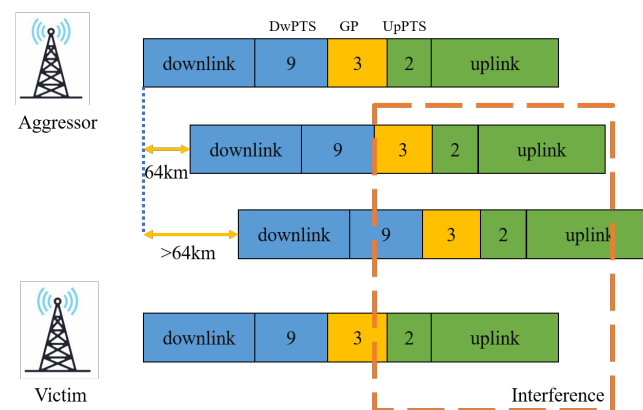 DwPTS GP UpPTS
downlink 9 3 2 uplink
Aggressor
downlink 9 3 2 uplink
64km
downlink 9 3 2 uplink
>64km
downlink 9 3 2 uplink
Victim
Interference